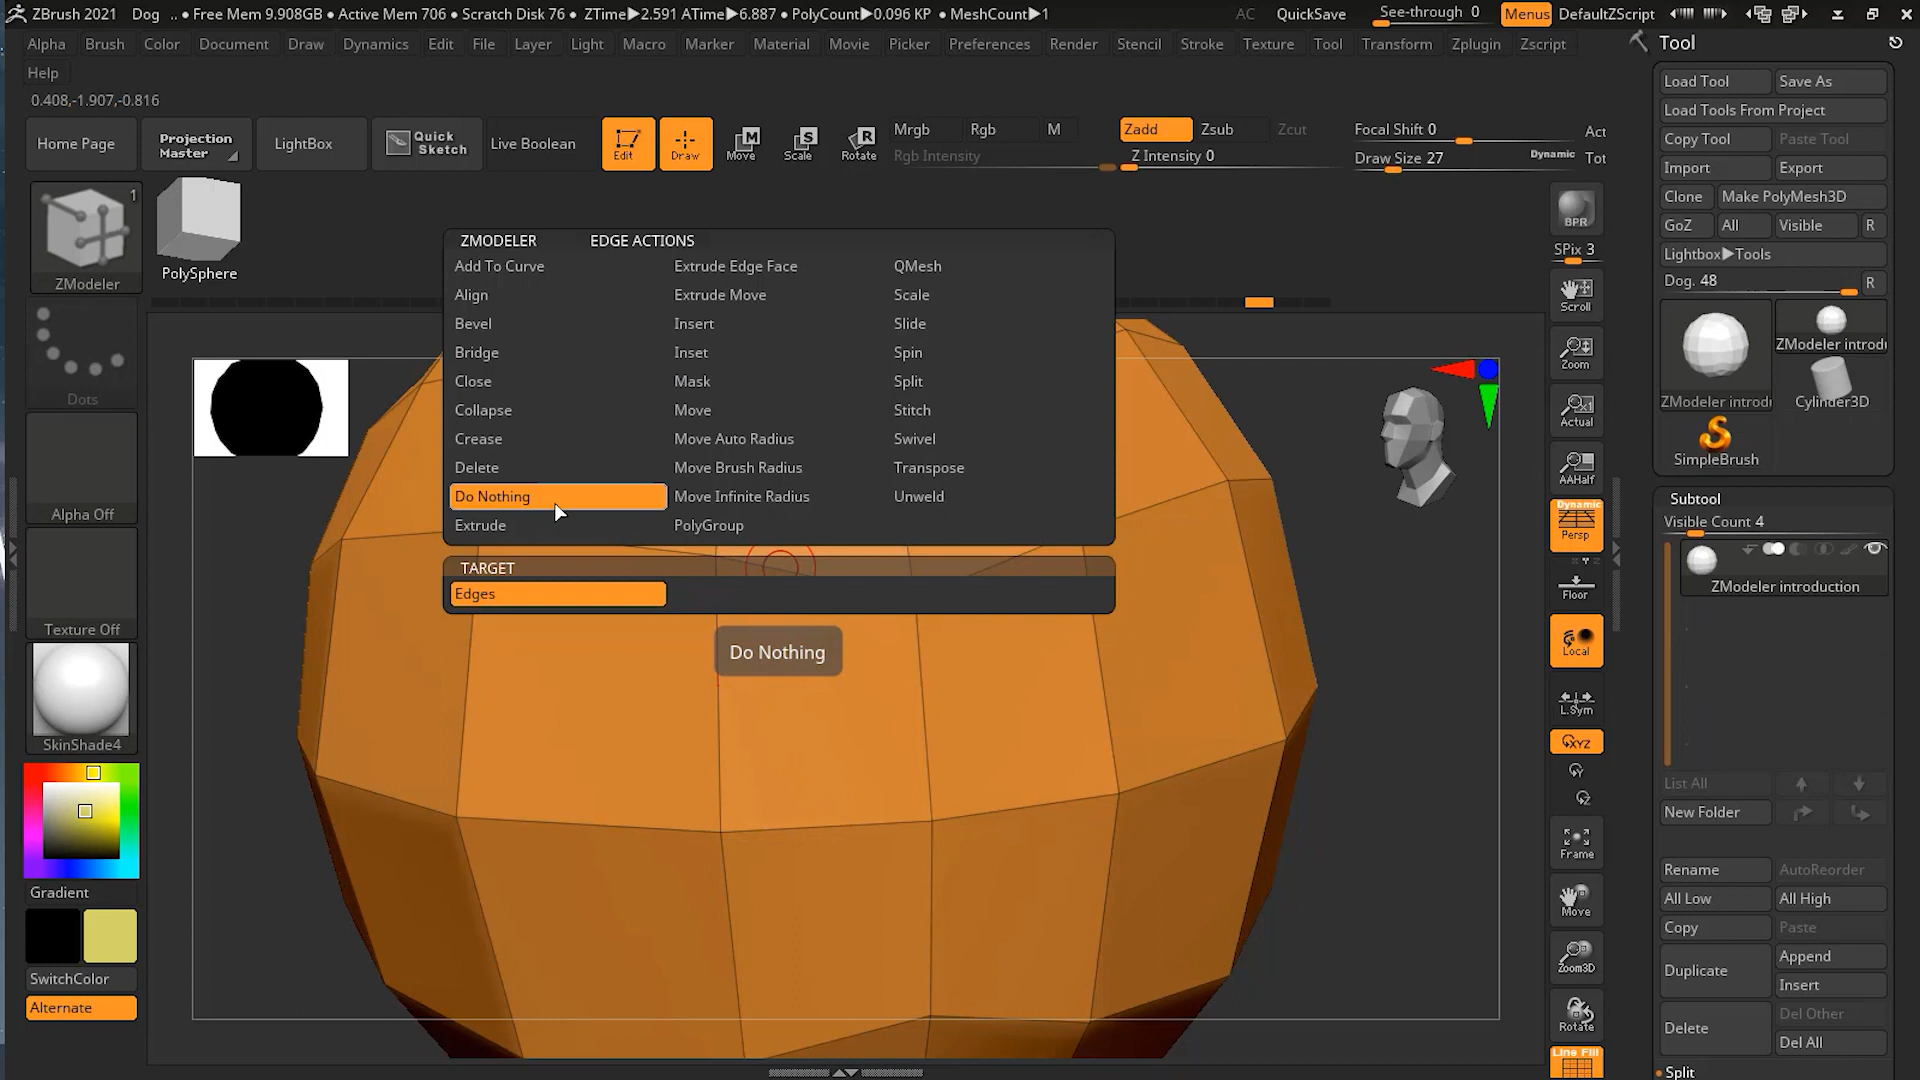 ZBrush 2021 Dog .. • Free Mem 9.908GB • Active Mem 706 • Scratch Disk 76 • ZTime▶2.591 ATime▶6.887 • PolyCount▶0.096 KP • MeshCount▶1 AC QuickSave See-through 0 Menus DefaultZScript
Alpha Brush Color Document Draw Dynamics Edit File Layer Light Macro Marker Material Movie Picker Preferences Render Stencil Stroke Texture Tool Transform Zplugin Zscript
Help
0.408,-1.907,-0.816
Home Page
Projection
Master
LightBox
Quick
Sketch
Live Boolean
Edit
Draw
M
Move
S
Scale
R
Rotate
Mrgb Rgb M
Rgb Intensity
Zadd Zsub Zcut
Z Intensity 0
Focal Shift 0
Draw Size 27
Dynamic
Act
Tot
1
ZModeler
PolySphere
Dots
Alpha Off
Texture Off
SkinShade4
Gradient
SwitchColor
Alternate
ZMODELER EDGE ACTIONS
Add To Curve Extrude Edge Face QMesh
Align Extrude Move Scale
Bevel Insert Slide
Bridge Inset Spin
Close Mask Split
Collapse Move Stitch
Crease Move Auto Radius Swivel
Delete Move Brush Radius Transpose
Do Nothing Move Infinite Radius Unweld
Extrude PolyGroup
TARGET
Edges
Do Nothing
BPR
SPix 3
Scroll
Zoom
Actual
AAHalf
Dynamic
Persp
Floor
Local
L.Sym
XYZ
Frame
Move
Zoom3D
Rotate
Line Fill
Tool
Load Tool Save As
Load Tools From Project
Copy Tool Paste Tool
Import Export
Clone Make PolyMesh3D
GoZ All Visible R
Lightbox▶Tools
Dog. 48 R
ZModeler introdu
ZModeler introdu
Cylinder3D
SimpleBrush
Subtool
Visible Count 4
ZModeler introduction
List All
New Folder
Rename AutoReorder
All Low All High
Copy Paste
Duplicate Append
Insert
Delete Del Other
Del All
Split